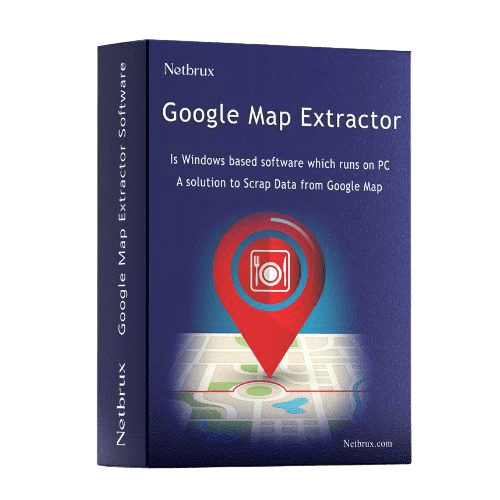 Netbrux
Google Map Extractor
Is Windows based software which runs on PC
A solution to Scrap Data from Google Map
Netbrux.com
Netbrux Google Map Extractor Software